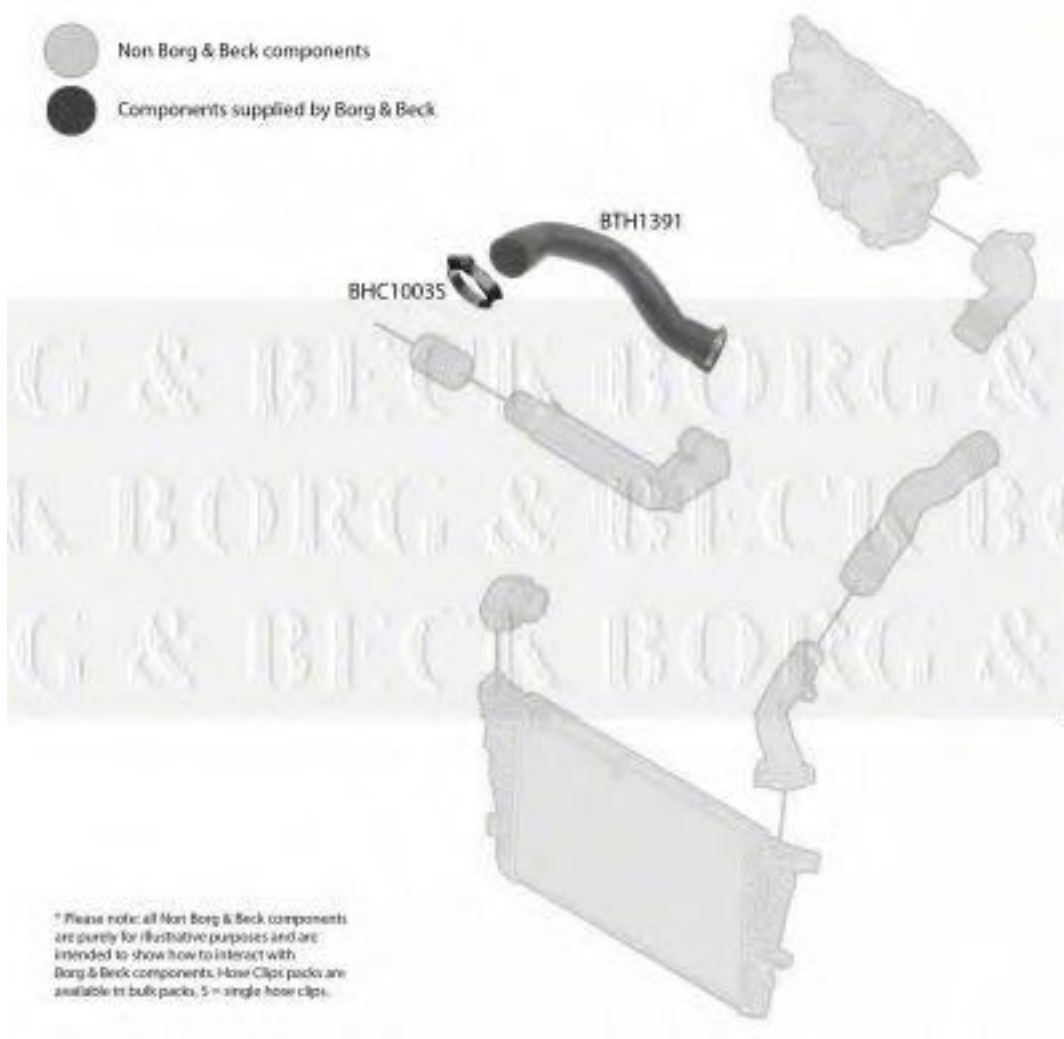 Non Borg & Beck components
Components supplied by Borg & Beck
BTH1391
BHC10035
G & BECK BORG &
K BORG & BECK BO
G & BECK BORG &
* Please note: all Non Borg & Beck components
are purely for illustrative purposes and are
intended to show how to interact with
Borg & Beck components. Hose Clips packs are
available in bulk packs, S = single hose clips.